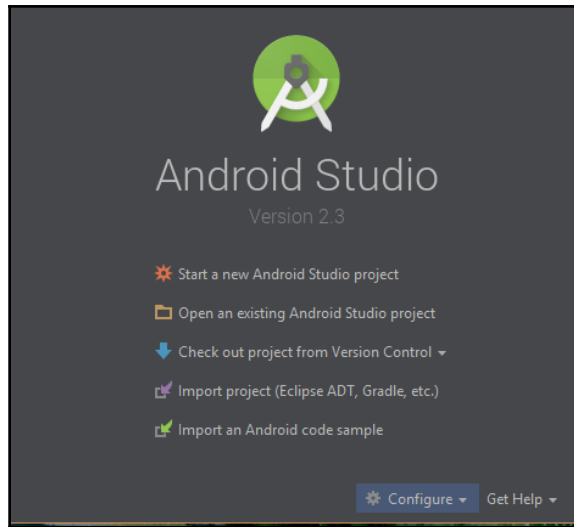 Android Studio
Version 2.3
Start a new Android Studio project
Open an existing Android Studio project
Check out project from Version Control
Import project (Eclipse ADT, Gradle, etc.)
Import an Android code sample
Configure Get Help